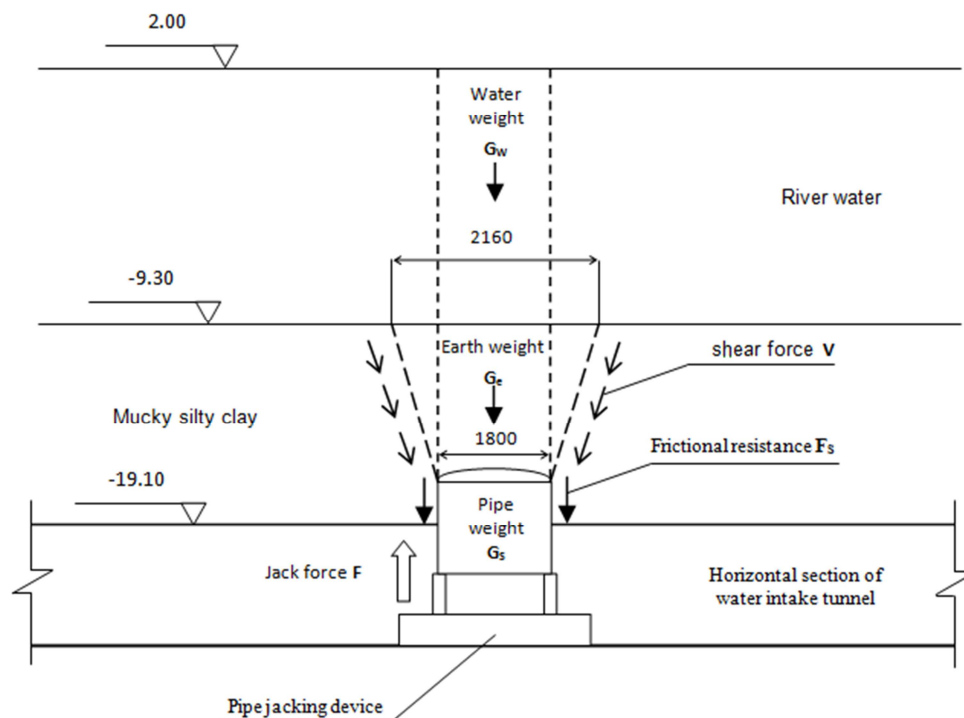 2.00
Water
weight
Gw
River water
2160
-9.30
Earth weight
Ge
shear force V
Mucky silty clay
1800
Frictional resistance Fs
-19.10
Pipe
weight
Gs
Jack force F
Horizontal section of
water intake tunnel
Pipe jacking device